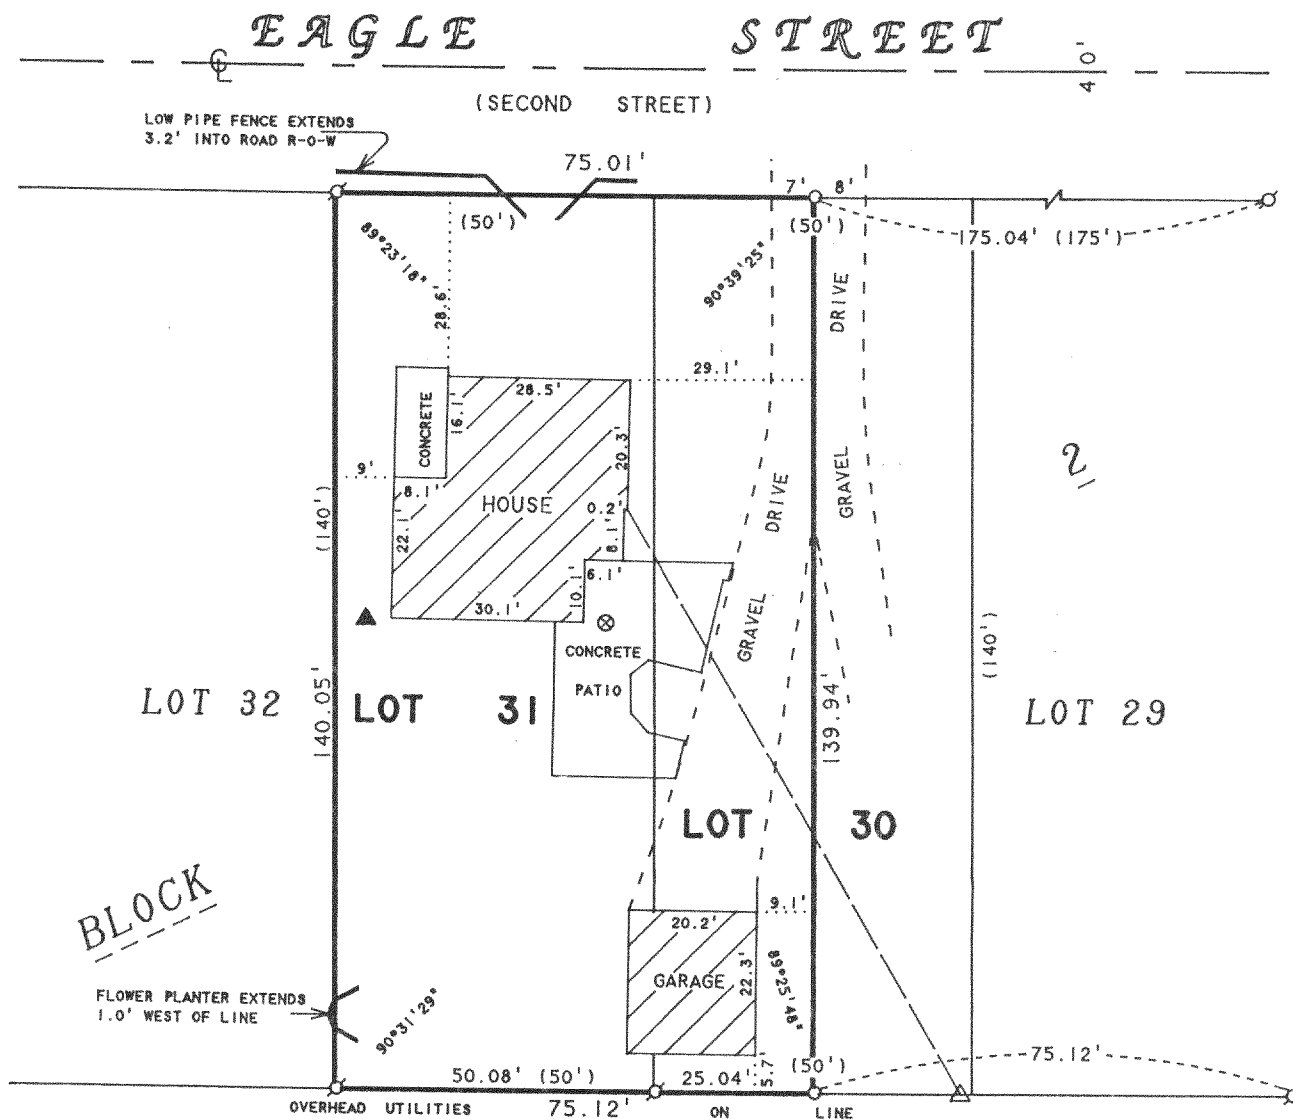 EAGLE STREET
℄
40'
(SECOND STREET)
LOW PIPE FENCE EXTENDS
3.2' INTO ROAD R-O-W
75.01'
7' 8'
(50')
(50')
175.04' (175')
89°23'18"
90°39'25"
28.6'
DRIVE
GRAVEL
29.1'
28.5'
CONCRETE
16.1'
20.3'
9'
8.1'
HOUSE
0.2'
8.1'
22.1'
(140')
DRIVE
GRAVEL
2
6.1'
10.1'
30.1'
CONCRETE
PATIO
(140')
140.05'
139.94'
LOT 32
LOT 31
LOT 29
LOT 30
BLOCK
9.1'
20.2'
GARAGE
22.3'
89°25'48"
FLOWER PLANTER EXTENDS
1.0' WEST OF LINE
90°31'29"
5.7'
(50')
75.12'
50.08' (50')
25.04'
OVERHEAD UTILITIES
75.12'
ON LINE